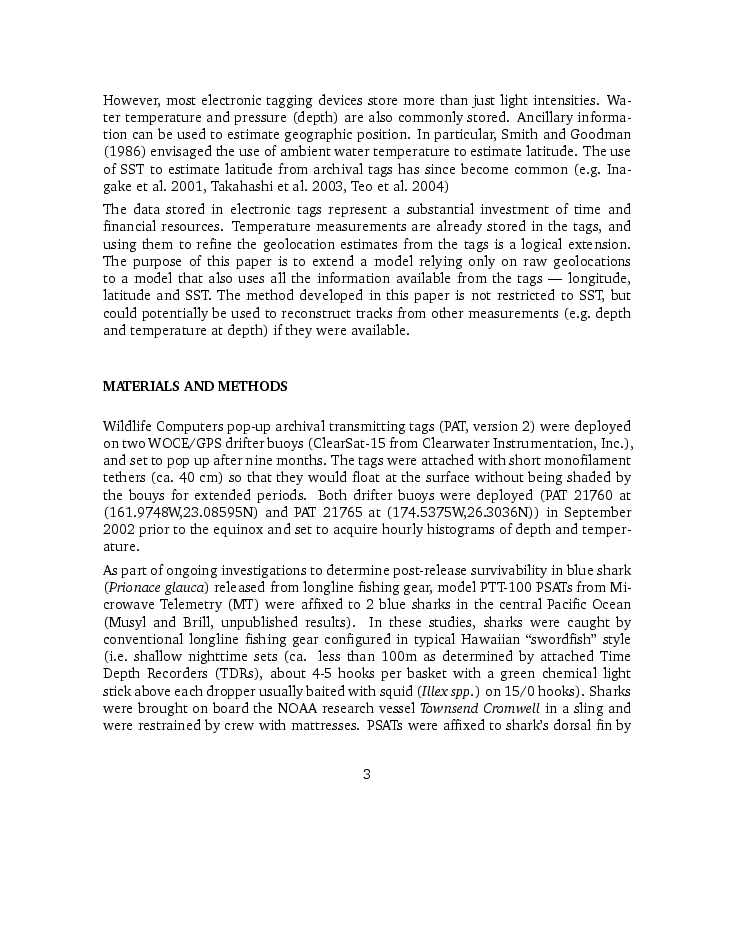 However, most electronic tagging devices store more than just light intensities. Wa-
ter temperature and pressure (depth) are also commonly stored. Ancillary informa-
tion can be used to estimate geographic position. In particular, Smith and Goodman
(1986) envisaged the use of ambient water temperature to estimate latitude. The use
of SST to estimate latitude from archival tags has since become common (e.g. Ina-
gake et al. 2001, Takahashi et al. 2003, Teo et al. 2004)
The data stored in electronic tags represent a substantial investment of time and
financial resources. Temperature measurements are already stored in the tags, and
using them to refine the geolocation estimates from the tags is a logical extension.
The purpose of this paper is to extend a model relying only on raw geolocations
to a model that also uses all the information available from the tags — longitude,
latitude and SST. The method developed in this paper is not restricted to SST, but
could potentially be used to reconstruct tracks from other measurements (e.g. depth
and temperature at depth) if they were available.
MATERIALS AND METHODS
Wildlife Computers pop-up archival transmitting tags (PAT, version 2) were deployed
on two WOCE/GPS drifter buoys (ClearSat-15 from Clearwater Instrumentation, Inc.),
and set to pop up after nine months. The tags were attached with short monofilament
tethers (ca. 40 cm) so that they would float at the surface without being shaded by
the bouys for extended periods. Both drifter buoys were deployed (PAT 21760 at
(161.9748W,23.08595N) and PAT 21765 at (174.5375W,26.3036N)) in September
2002 prior to the equinox and set to acquire hourly histograms of depth and temper-
ature.
As part of ongoing investigations to determine post-release survivability in blue shark
(Prionace glauca) released from longline fishing gear, model PTT-100 PSATs from Mi-
crowave Telemetry (MT) were affixed to 2 blue sharks in the central Pacific Ocean
(Musyl and Brill, unpublished results). In these studies, sharks were caught by
conventional longline fishing gear configured in typical Hawaiian “swordfish” style
(i.e. shallow nighttime sets (ca. less than 100m as determined by attached Time
Depth Recorders (TDRs), about 4-5 hooks per basket with a green chemical light
stick above each dropper usually baited with squid (Illex spp.) on 15/0 hooks). Sharks
were brought on board the NOAA research vessel Townsend Cromwell in a sling and
were restrained by crew with mattresses. PSATs were affixed to shark’s dorsal fin by
3